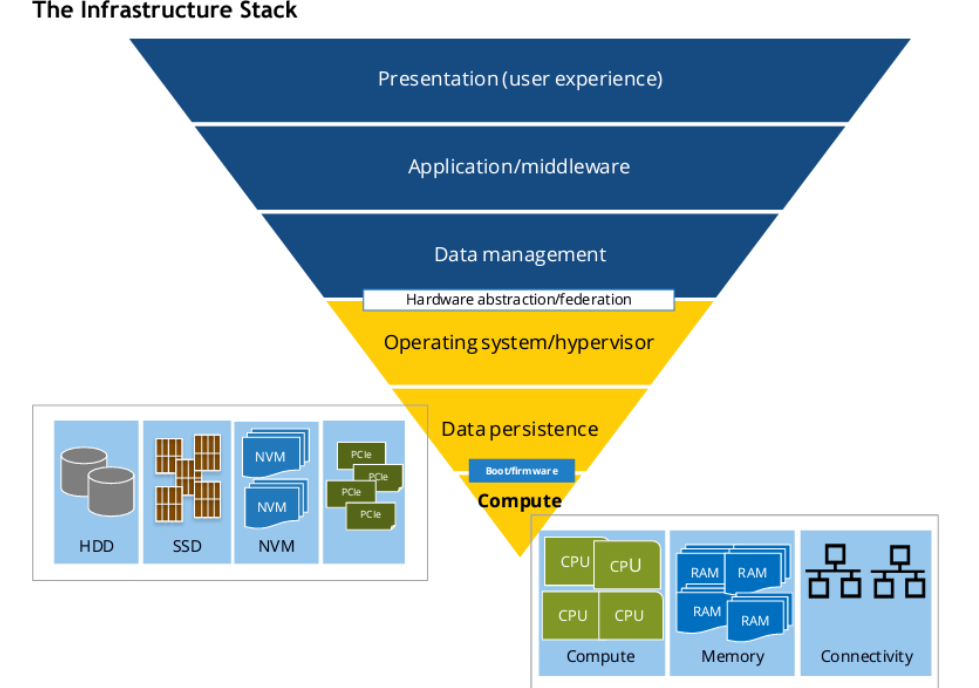 The Infrastructure Stack
Presentation (user experience)
Application/middleware
Data management
Hardware abstraction/federation
Operating system/hypervisor
Data persistence
Boot/firmware
Compute
NVM
NVM
PCIe
PCIe
PCIe
PCIe
HDD
SSD
NVM
CPU
CPU
CPU
CPU
RAM
RAM
RAM
RAM
Compute
Memory
Connectivity